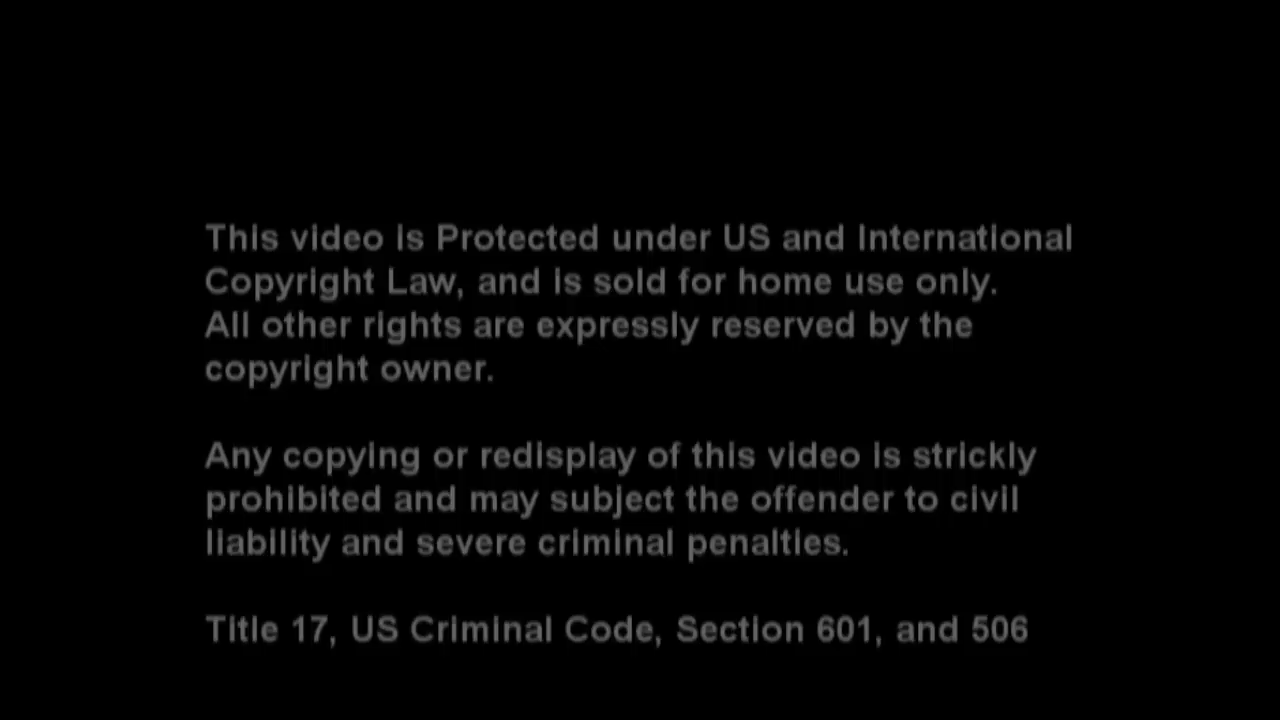 This video is Protected under US and International
Copyright Law, and is sold for home use only.
All other rights are expressly reserved by the
copyright owner.
Any copying or redisplay of this video is strickly
prohibited and may subject the offender to civil
liability and severe criminal penalties.
Title 17, US Criminal Code, Section 601, and 506